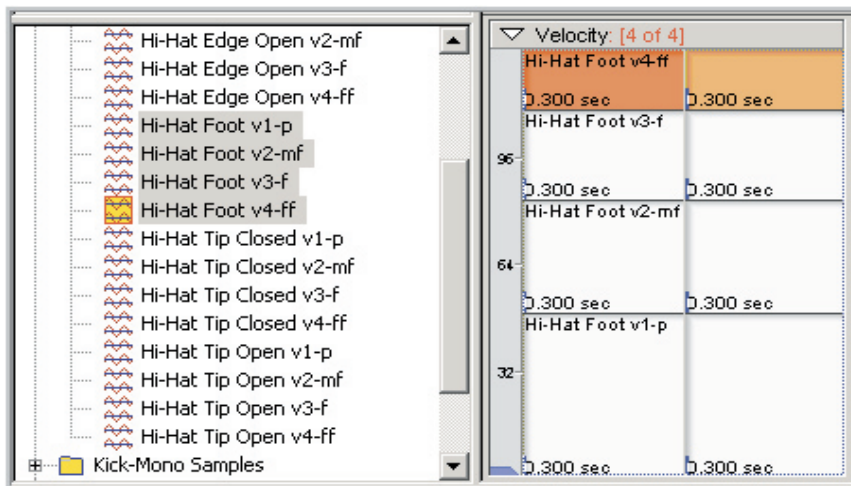 Hi-Hat Edge Open v2-mf
Hi-Hat Edge Open v3-f
Hi-Hat Edge Open v4-ff
Hi-Hat Foot v1-p
Hi-Hat Foot v2-mf
Hi-Hat Foot v3-f
Hi-Hat Foot v4-ff
Hi-Hat Tip Closed v1-p
Hi-Hat Tip Closed v2-mf
Hi-Hat Tip Closed v3-f
Hi-Hat Tip Closed v4-ff
Hi-Hat Tip Open v1-p
Hi-Hat Tip Open v2-mf
Hi-Hat Tip Open v3-f
Hi-Hat Tip Open v4-ff
Kick-Mono Samples
Velocity: [4 of 4]
Hi-Hat Foot v4-ff
0.300 sec 0.300 sec
Hi-Hat Foot v3-f
96
0.300 sec 0.300 sec
Hi-Hat Foot v2-mf
64
0.300 sec 0.300 sec
Hi-Hat Foot v1-p
32
0.300 sec 0.300 sec